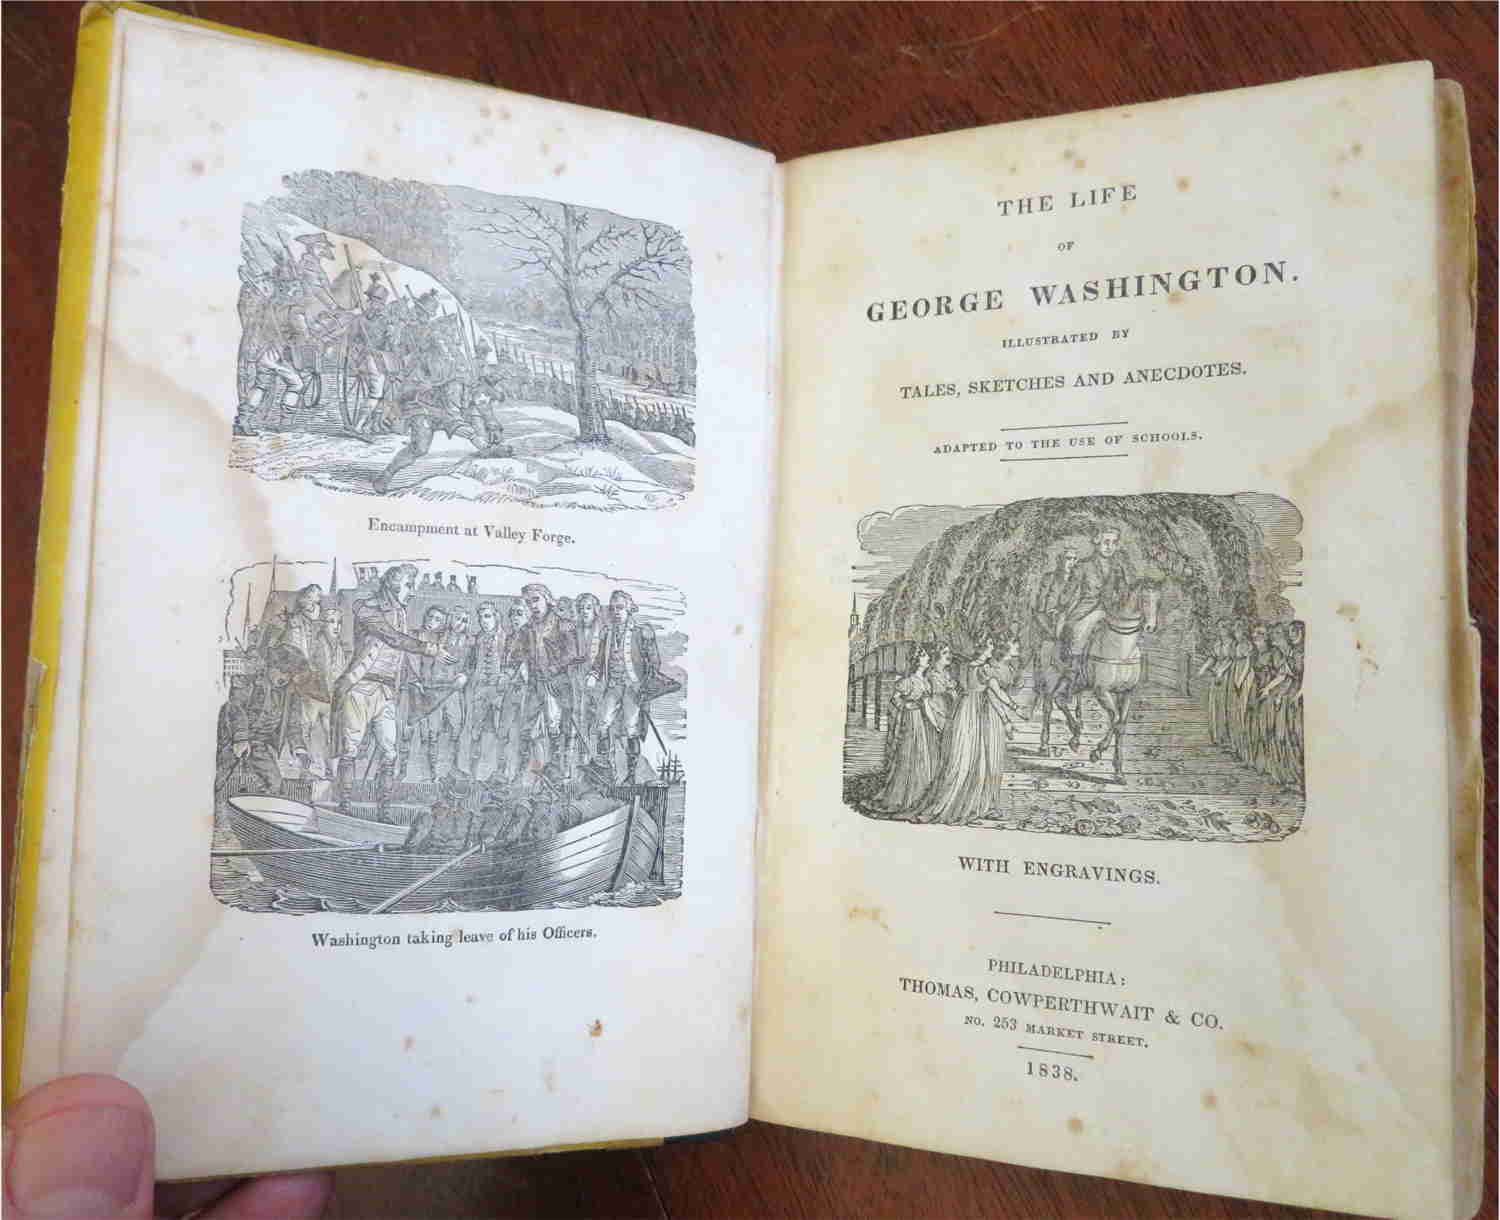 Encampment at Valley Forge.
Washington taking leave of his Officers.
THE LIFE
OF
GEORGE WASHINGTON.
ILLUSTRATED BY
TALES, SKETCHES AND ANECDOTES.
ADAPTED TO THE USE OF SCHOOLS.
WITH ENGRAVINGS.
PHILADELPHIA:
THOMAS, COWPERTHWAIT & CO.
NO. 253 MARKET STREET.
1838.